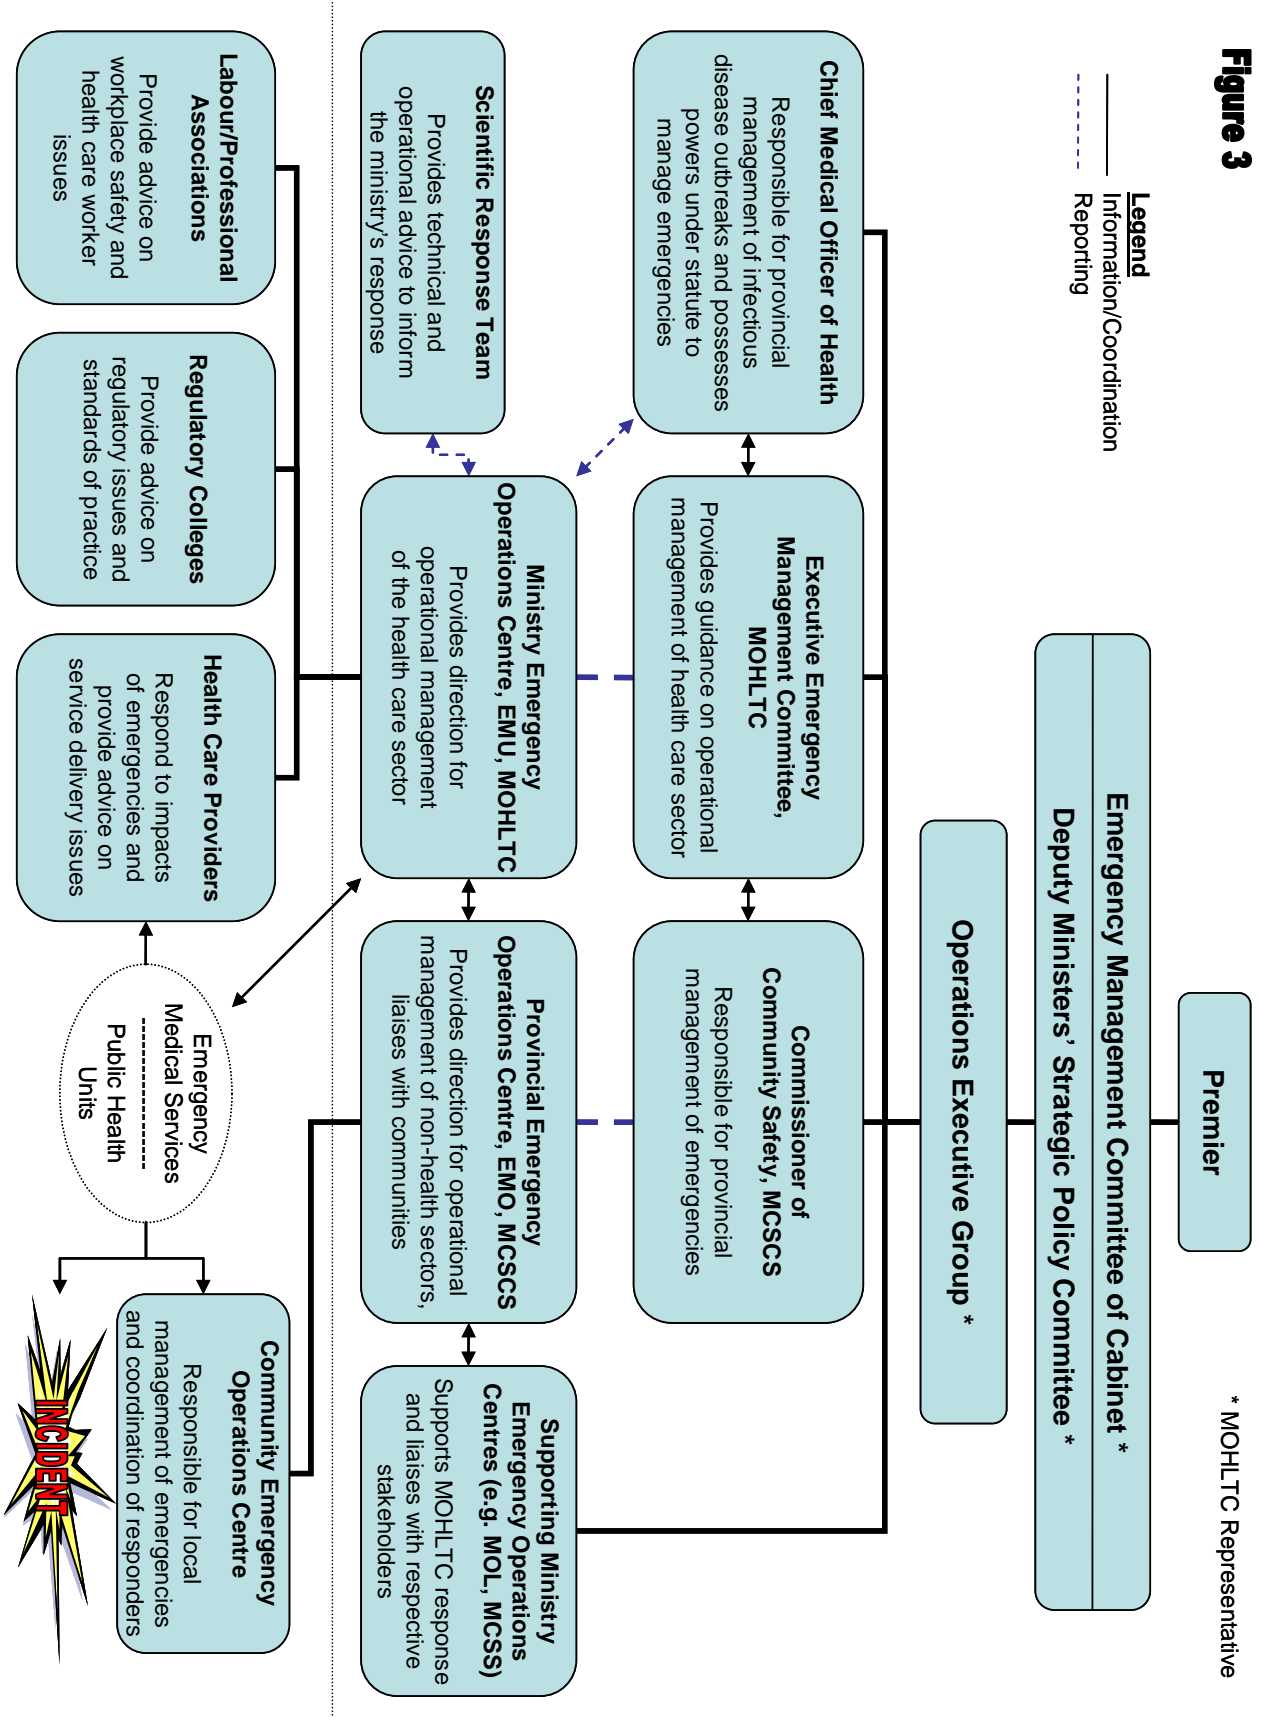 Figure 3
* MOHLTC Representative
Legend
Information/Coordination
Reporting
Premier
Emergency Management Committee of Cabinet *
Deputy Ministers’ Strategic Policy Committee *
Operations Executive Group *
Chief Medical Officer of Health
Responsible for provincial
management of infectious
disease outbreaks and possesses
powers under statute to
manage emergencies
Executive Emergency
Management Committee,
MOHLTC
Provides guidance on operational
management of health care sector
Commissioner of
Community Safety, MCSCS
Responsible for provincial
management of emergencies
Scientific Response Team
Provides technical and
operational advice to inform
the ministry’s response
Ministry Emergency
Operations Centre, EMU, MOHLTC
Provides direction for
operational management
of the health care sector
Provincial Emergency
Operations Centre, EMO, MCSCS
Provides direction for operational
management of non-health sectors,
liaises with communities
Supporting Ministry
Emergency Operations
Centres (e.g. MOL, MCSS)
Supports MOHLTC response
and liaises with respective
stakeholders
Labour/Professional
Associations
Provide advice on
workplace safety and
health care worker
issues
Regulatory Colleges
Provide advice on
regulatory issues and
standards of practice
Health Care Providers
Respond to impacts
of emergencies and
provide advice on
service delivery issues
Emergency
Medical Services
Public Health
Units
Community Emergency
Operations Centre
Responsible for local
management of emergencies
and coordination of responders
INCIDENT